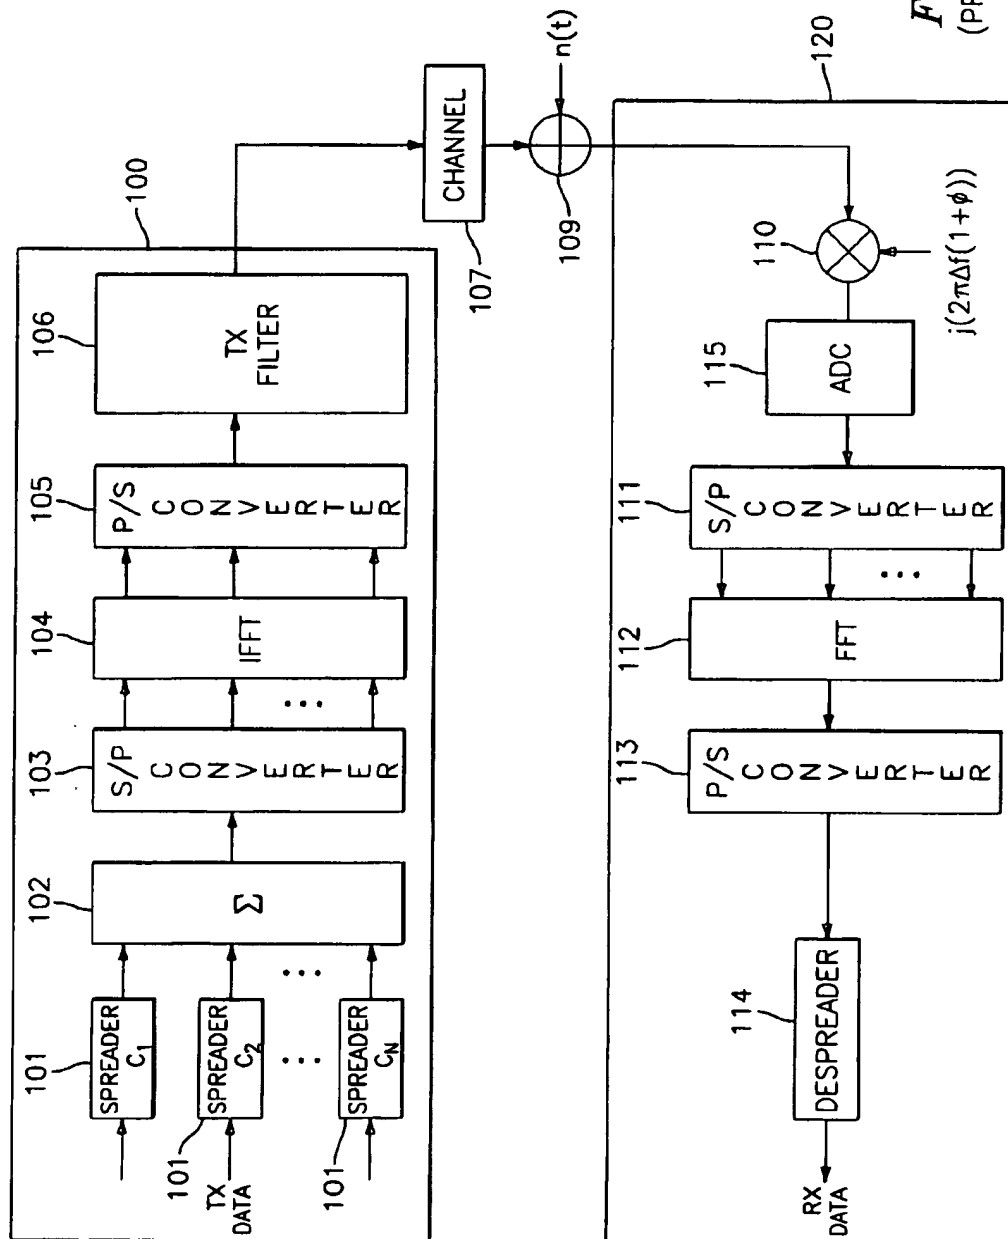 100
101
SPREADER
C1
101
TX
DATA
SPREADER
C2
...
101
SPREADER
CN
...
102
Σ
103
S/P
CONVERTER
...
104
IFFT
105
P/S
CONVERTER
106
TX
FILTER
CHANNEL
107
109
n(t)
120
110
j(2πΔf(1+ϕ))
115
ADC
111
S/P
CONVERTER
...
112
FFT
113
P/S
CONVERTER
114
DESPREADER
RX
DATA
F
(PR